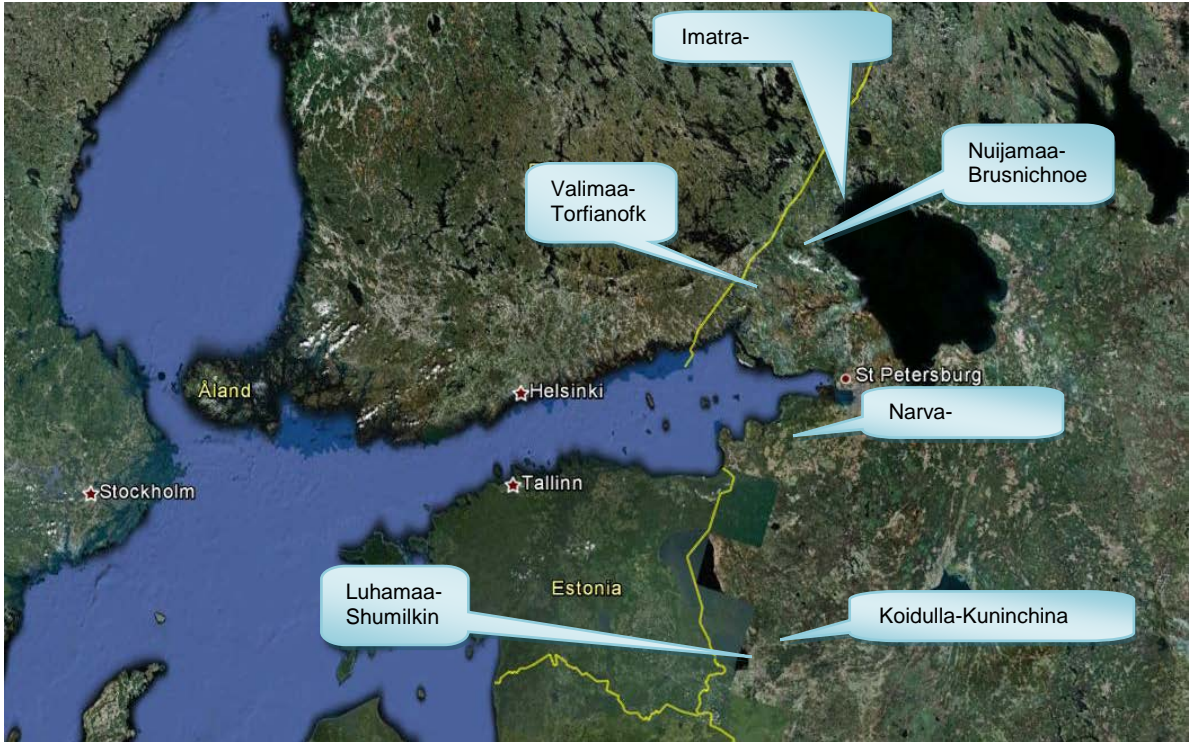 Imatra-
Nuijamaa-
Brusnichnoe
Valimaa-
Torfianofk
Åland
Helsinki
St Petersburg
Narva-
Stockholm
Tallinn
Luhamaa-
Shumilkin
Estonia
Koidulla-Kuninchina